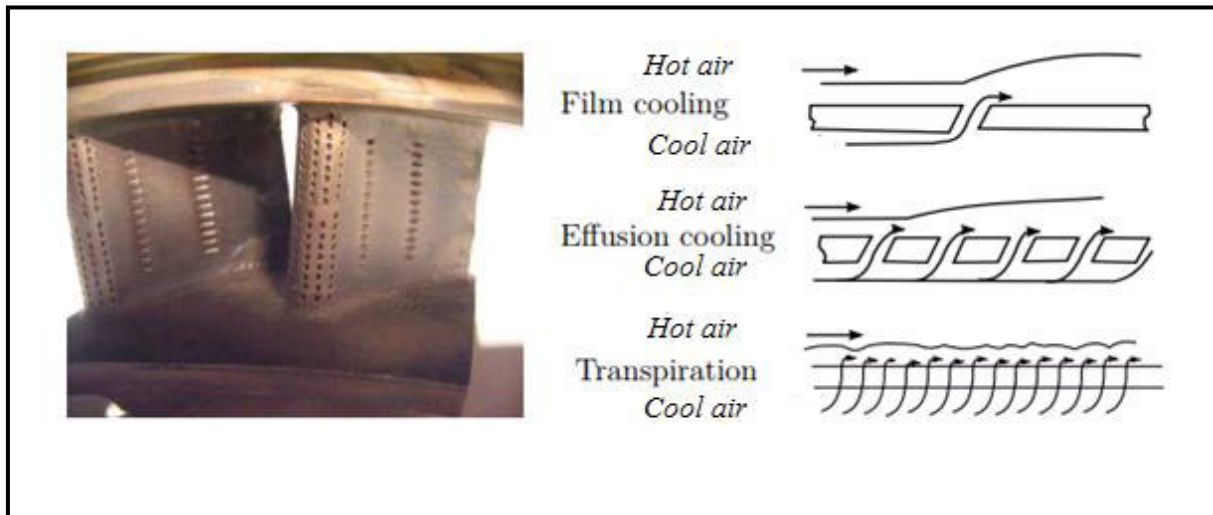 Hot air
Film cooling
Cool air
Hot air
Effusion cooling
Cool air
Hot air
Transpiration
Cool air